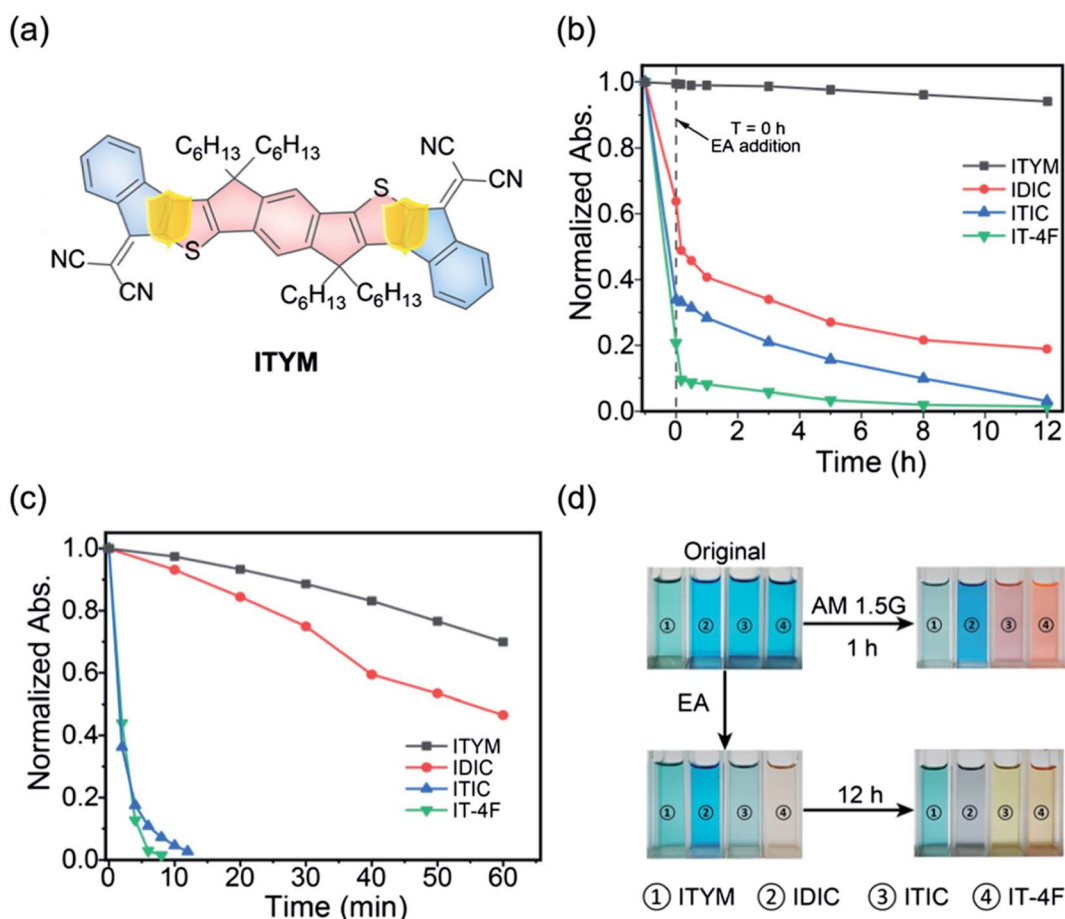 (a)
C₆H₁₃ C₆H₁₃
NC
CN
S
S
NC
CN
C₆H₁₃ C₆H₁₃
ITYM
(b)
Normalized Abs.
1.0
0.8
0.6
0.4
0.2
0.0
T = 0 h
EA addition
ITYM
IDIC
ITIC
IT-4F
0 2 4 6 8 10 12
Time (h)
(c)
Normalized Abs.
1.0
0.8
0.6
0.4
0.2
0.0
ITYM
IDIC
ITIC
IT-4F
0 10 20 30 40 50 60
Time (min)
(d)
Original
① ② ③ ④
AM 1.5G
1 h
① ② ③ ④
EA
① ② ③ ④
12 h
① ② ③ ④
① ITYM ② IDIC ③ ITIC ④ IT-4F